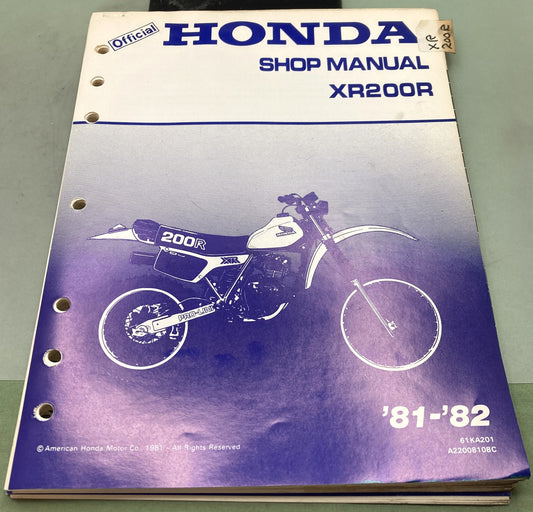 Official
HONDA
SHOP MANUAL
XR200R
XR
200R
200R
XR
PRO-LINK
'81-'82
61KA201
A22008108C
© American Honda Motor Co., 1981 - All Rights Reserved